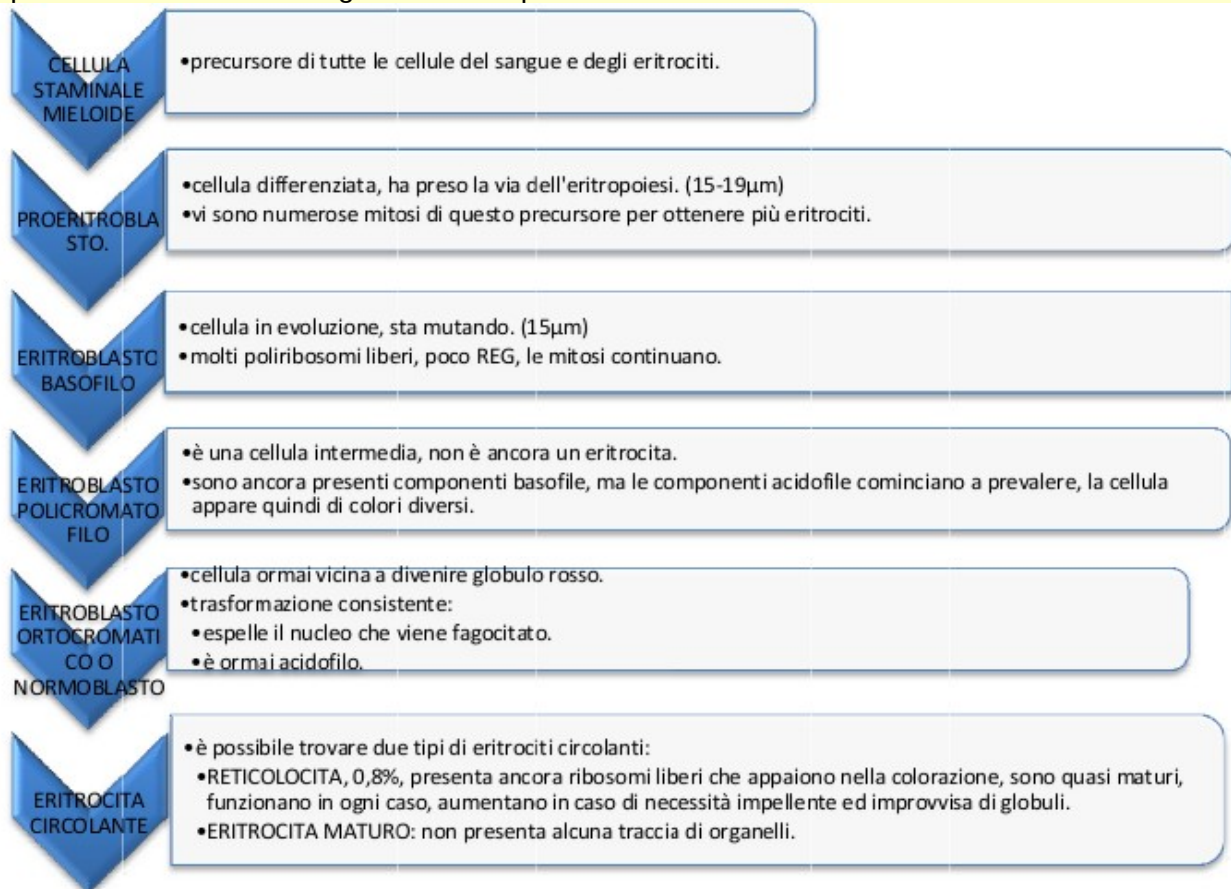 CELLULA
STAMINALE
MIELOIDE
•precursore di tutte le cellule del sangue e degli eritrociti.
PROERITROBLA
STO.
•cellula differenziata, ha preso la via dell'eritropoiesi. (15-19µm)
•vi sono numerose mitosi di questo precursore per ottenere più eritrociti.
ERITROBLASTO
BASOFILO
•cellula in evoluzione, sta mutando. (15µm)
•molti poliribosomi liberi, poco REG, le mitosi continuano.
ERITROBLASTO
POLICROMATO
FILO
•è una cellula intermedia, non è ancora un eritrocita.
•sono ancora presenti componenti basofile, ma le componenti acidofile cominciano a prevalere, la cellula
appare quindi di colori diversi.
ERITROBLASTO
ORTOCROMATI
CO O
NORMOBLASTO
•cellula ormai vicina a divenire globulo rosso.
•trasformazione consistente:
•espelle il nucleo che viene fagocitato.
•è ormai acidofilo.
ERITROCITA
CIRCOLANTE
•è possibile trovare due tipi di eritrociti circolanti:
•RETICOLOCITA, 0,8%, presenta ancora ribosomi liberi che appaiono nella colorazione, sono quasi maturi,
funzionano in ogni caso, aumentano in caso di necessità impellente ed improvvisa di globuli.
•ERITROCITA MATURO: non presenta alcuna traccia di organelli.